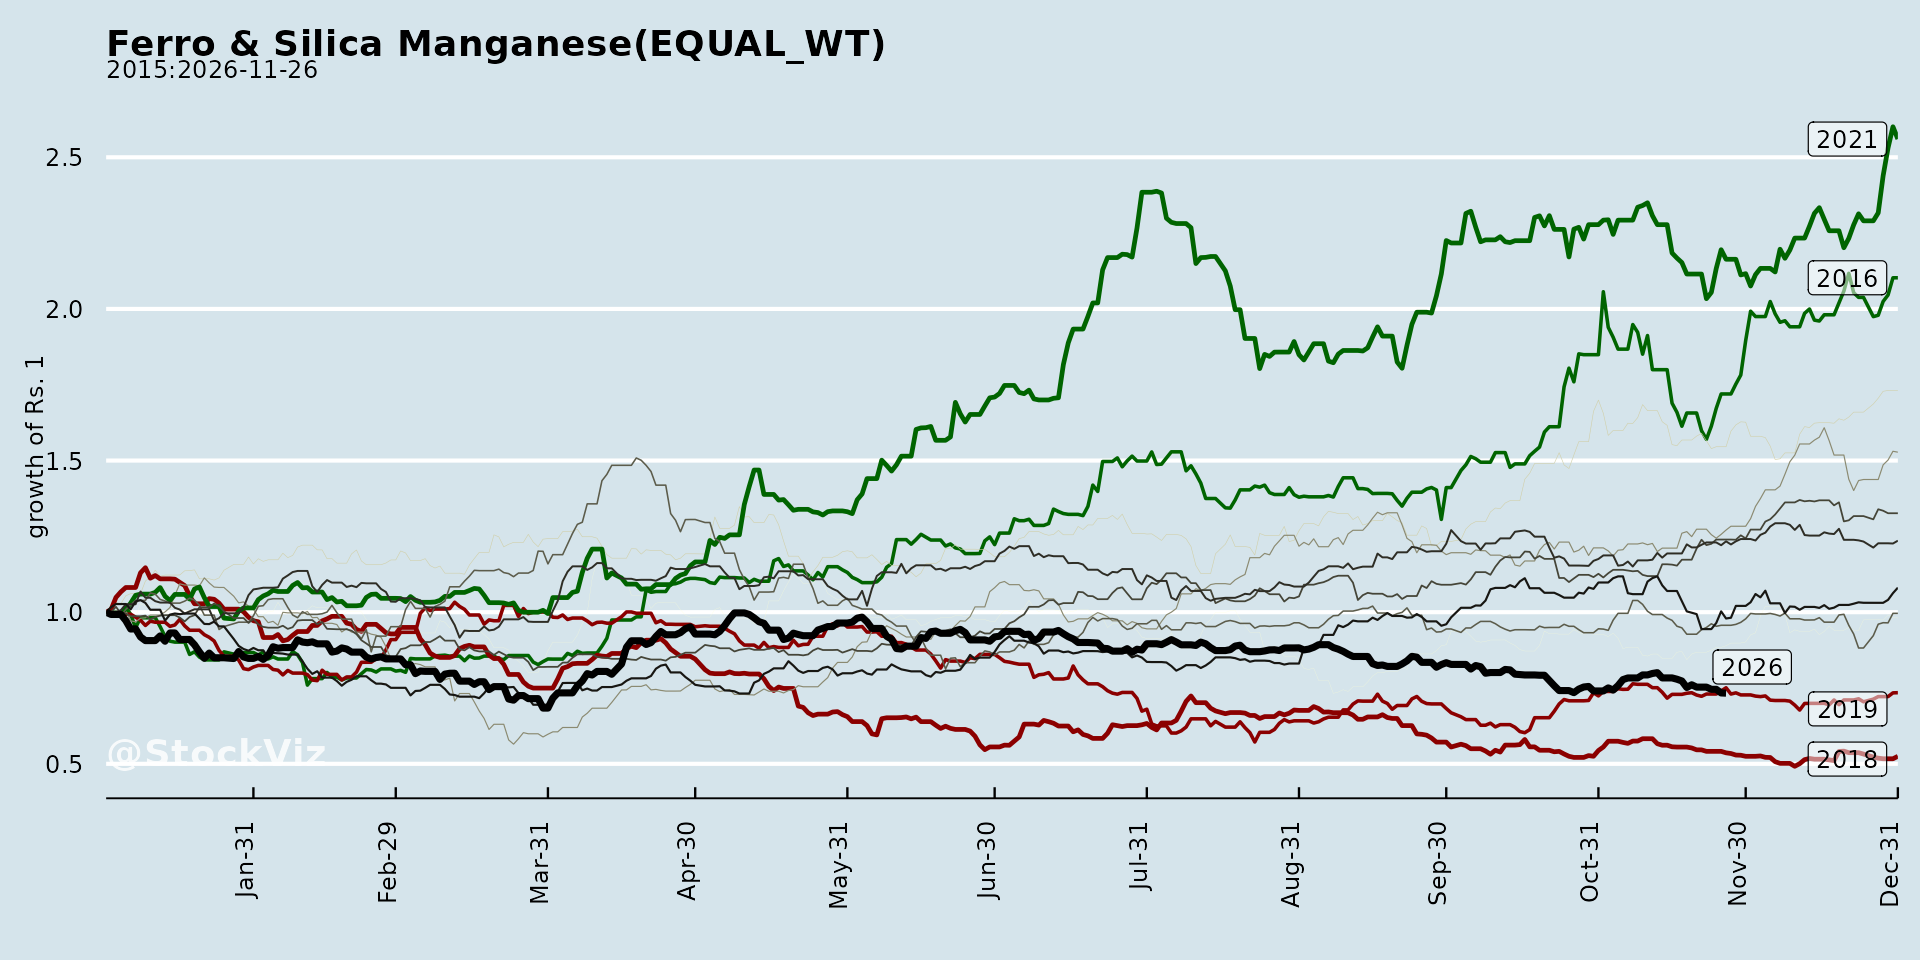 Ferro & Silica Manganese(EQUAL_WT)
2015:2026-11-26
growth of Rs. 1
2.5
2.0
1.5
1.0
0.5
2021
2016
2026
2019
2018
@StockViz
Jan-31
Feb-29
Mar-31
Apr-30
May-31
Jun-30
Jul-31
Aug-31
Sep-30
Oct-31
Nov-30
Dec-31